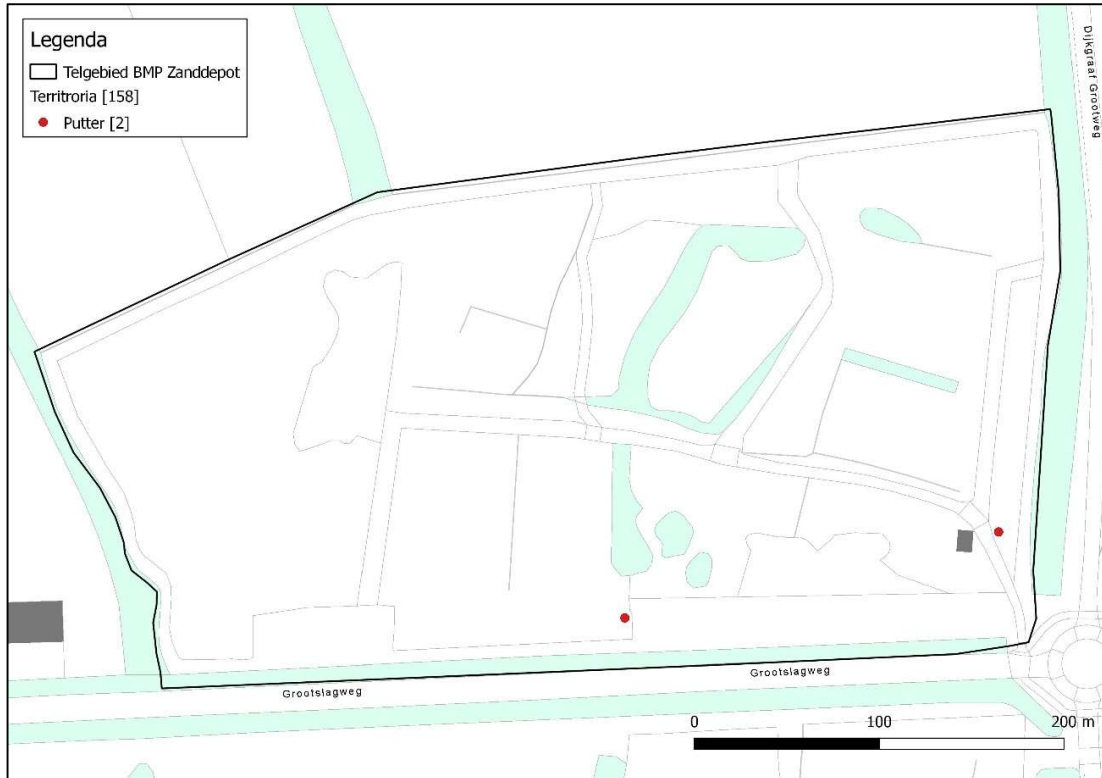 Legenda
Telgebied BMP Zanddepot
Territroria [158]
Putter [2]
Dijkgraaf Grootweg
Grootslagweg
Grootslagweg
0 100 200 m